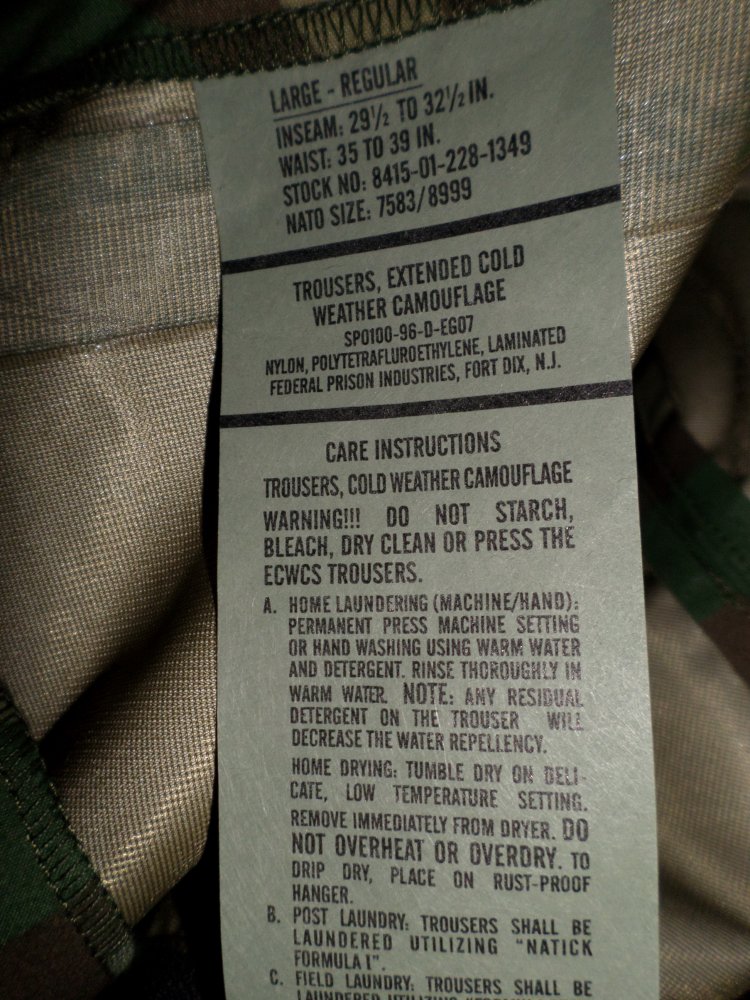 LARGE - REGULAR
INSEAM: 29½ TO 32½ IN.
WAIST: 35 TO 39 IN.
STOCK NO: 8415-01-228-1349
NATO SIZE: 7583/8999
TROUSERS, EXTENDED COLD
WEATHER CAMOUFLAGE
SPO100-96-D-EG07
NYLON, POLYTETRAFLUROETHYLENE, LAMINATED
FEDERAL PRISON INDUSTRIES, FORT DIX, N.J.
CARE INSTRUCTIONS
TROUSERS, COLD WEATHER CAMOUFLAGE
WARNING!!! DO NOT STARCH,
BLEACH, DRY CLEAN OR PRESS THE
ECWCS TROUSERS.
A. HOME LAUNDERING (MACHINE/HAND):
PERMANENT PRESS MACHINE SETTING
OR HAND WASHING USING WARM WATER
AND DETERGENT. RINSE THOROUGHLY IN
WARM WATER. NOTE: ANY RESIDUAL
DETERGENT ON THE TROUSER WILL
DECREASE THE WATER REPELLENCY.
HOME DRYING: TUMBLE DRY ON DELI-
CATE, LOW TEMPERATURE SETTING.
REMOVE IMMEDIATELY FROM DRYER. DO
NOT OVERHEAT OR OVERDRY. TO
DRIP DRY, PLACE ON RUST-PROOF
HANGER.
B. POST LAUNDRY: TROUSERS SHALL BE
LAUNDERED UTILIZING "NATICK
FORMULA I".
C. FIELD LAUNDRY: TROUSERS SHALL BE
LAUNDERED UTILIZING